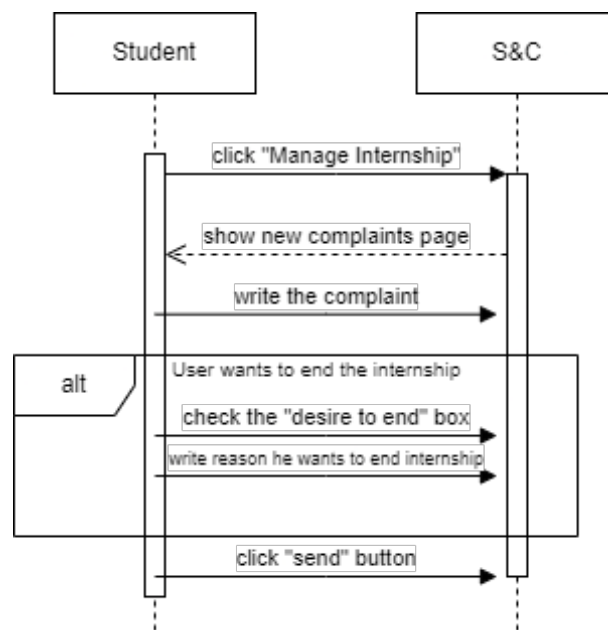 Student
S&C
click "Manage Internship"
show new complaints page
write the complaint
alt
User wants to end the internship
check the "desire to end" box
write reason he wants to end internship
click "send" button